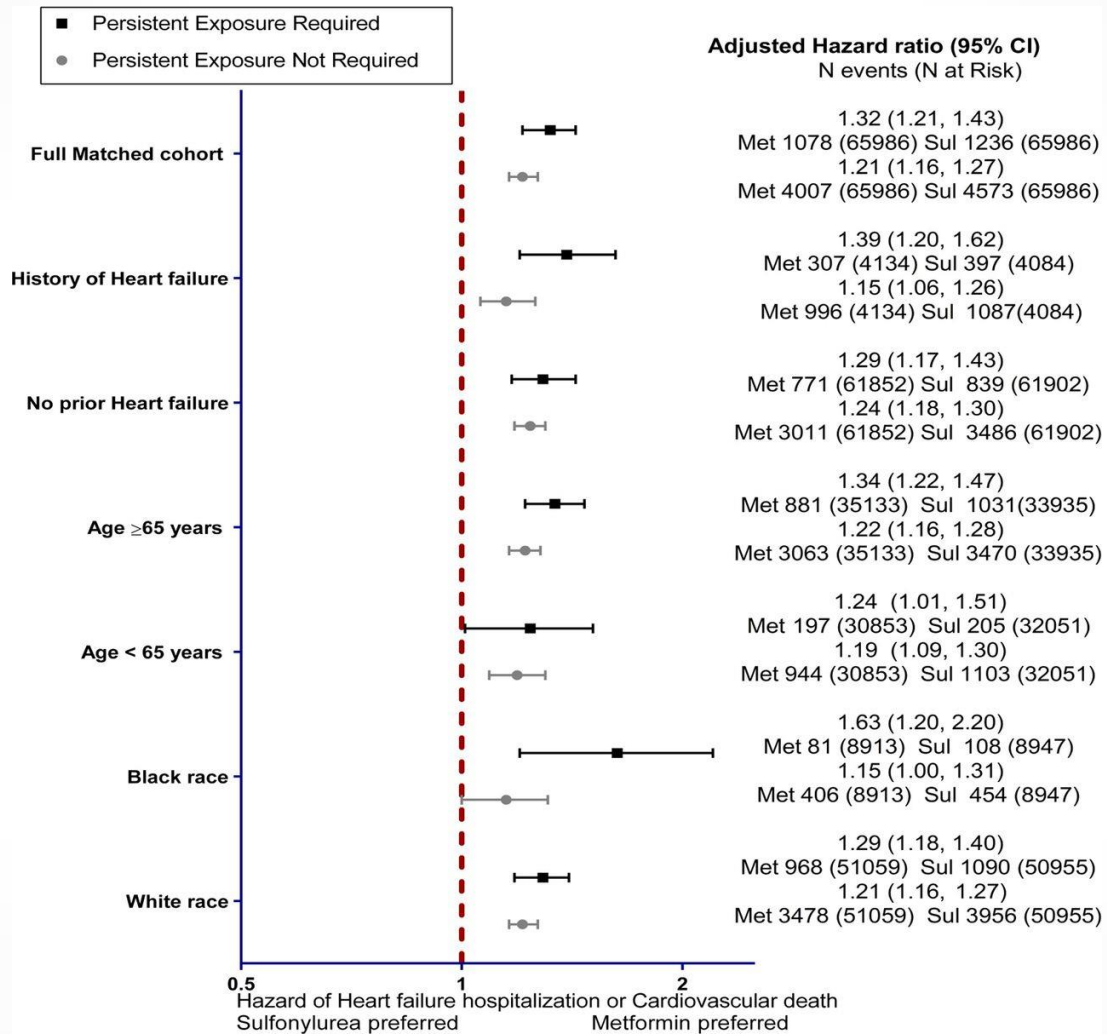 Persistent Exposure Required
Persistent Exposure Not Required
Adjusted Hazard ratio (95% CI)
N events (N at Risk)
Full Matched cohort
1.32 (1.21, 1.43)
Met 1078 (65986) Sul 1236 (65986)
1.21 (1.16, 1.27)
Met 4007 (65986) Sul 4573 (65986)
History of Heart failure
1.39 (1.20, 1.62)
Met 307 (4134) Sul 397 (4084)
1.15 (1.06, 1.26)
Met 996 (4134) Sul 1087(4084)
No prior Heart failure
1.29 (1.17, 1.43)
Met 771 (61852) Sul 839 (61902)
1.24 (1.18, 1.30)
Met 3011 (61852) Sul 3486 (61902)
Age ≥65 years
1.34 (1.22, 1.47)
Met 881 (35133) Sul 1031(33935)
1.22 (1.16, 1.28)
Met 3063 (35133) Sul 3470 (33935)
Age < 65 years
1.24 (1.01, 1.51)
Met 197 (30853) Sul 205 (32051)
1.19 (1.09, 1.30)
Met 944 (30853) Sul 1103 (32051)
Black race
1.63 (1.20, 2.20)
Met 81 (8913) Sul 108 (8947)
1.15 (1.00, 1.31)
Met 406 (8913) Sul 454 (8947)
White race
1.29 (1.18, 1.40)
Met 968 (51059) Sul 1090 (50955)
1.21 (1.16, 1.27)
Met 3478 (51059) Sul 3956 (50955)
0.5 1 2
Hazard of Heart failure hospitalization or Cardiovascular death
Sulfonylurea preferred Metformin preferred